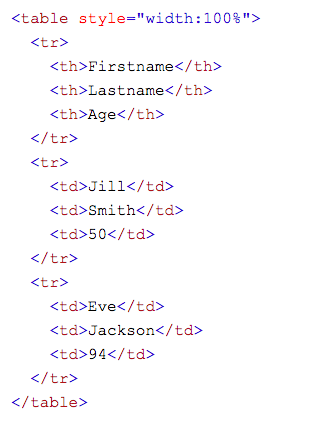 <table style="width:100%">
  <tr>
    <th>Firstname</th>
    <th>Lastname</th>
    <th>Age</th>
  </tr>
  <tr>
    <td>Jill</td>
    <td>Smith</td>
    <td>50</td>
  </tr>
  <tr>
    <td>Eve</td>
    <td>Jackson</td>
    <td>94</td>
  </tr>
</table>